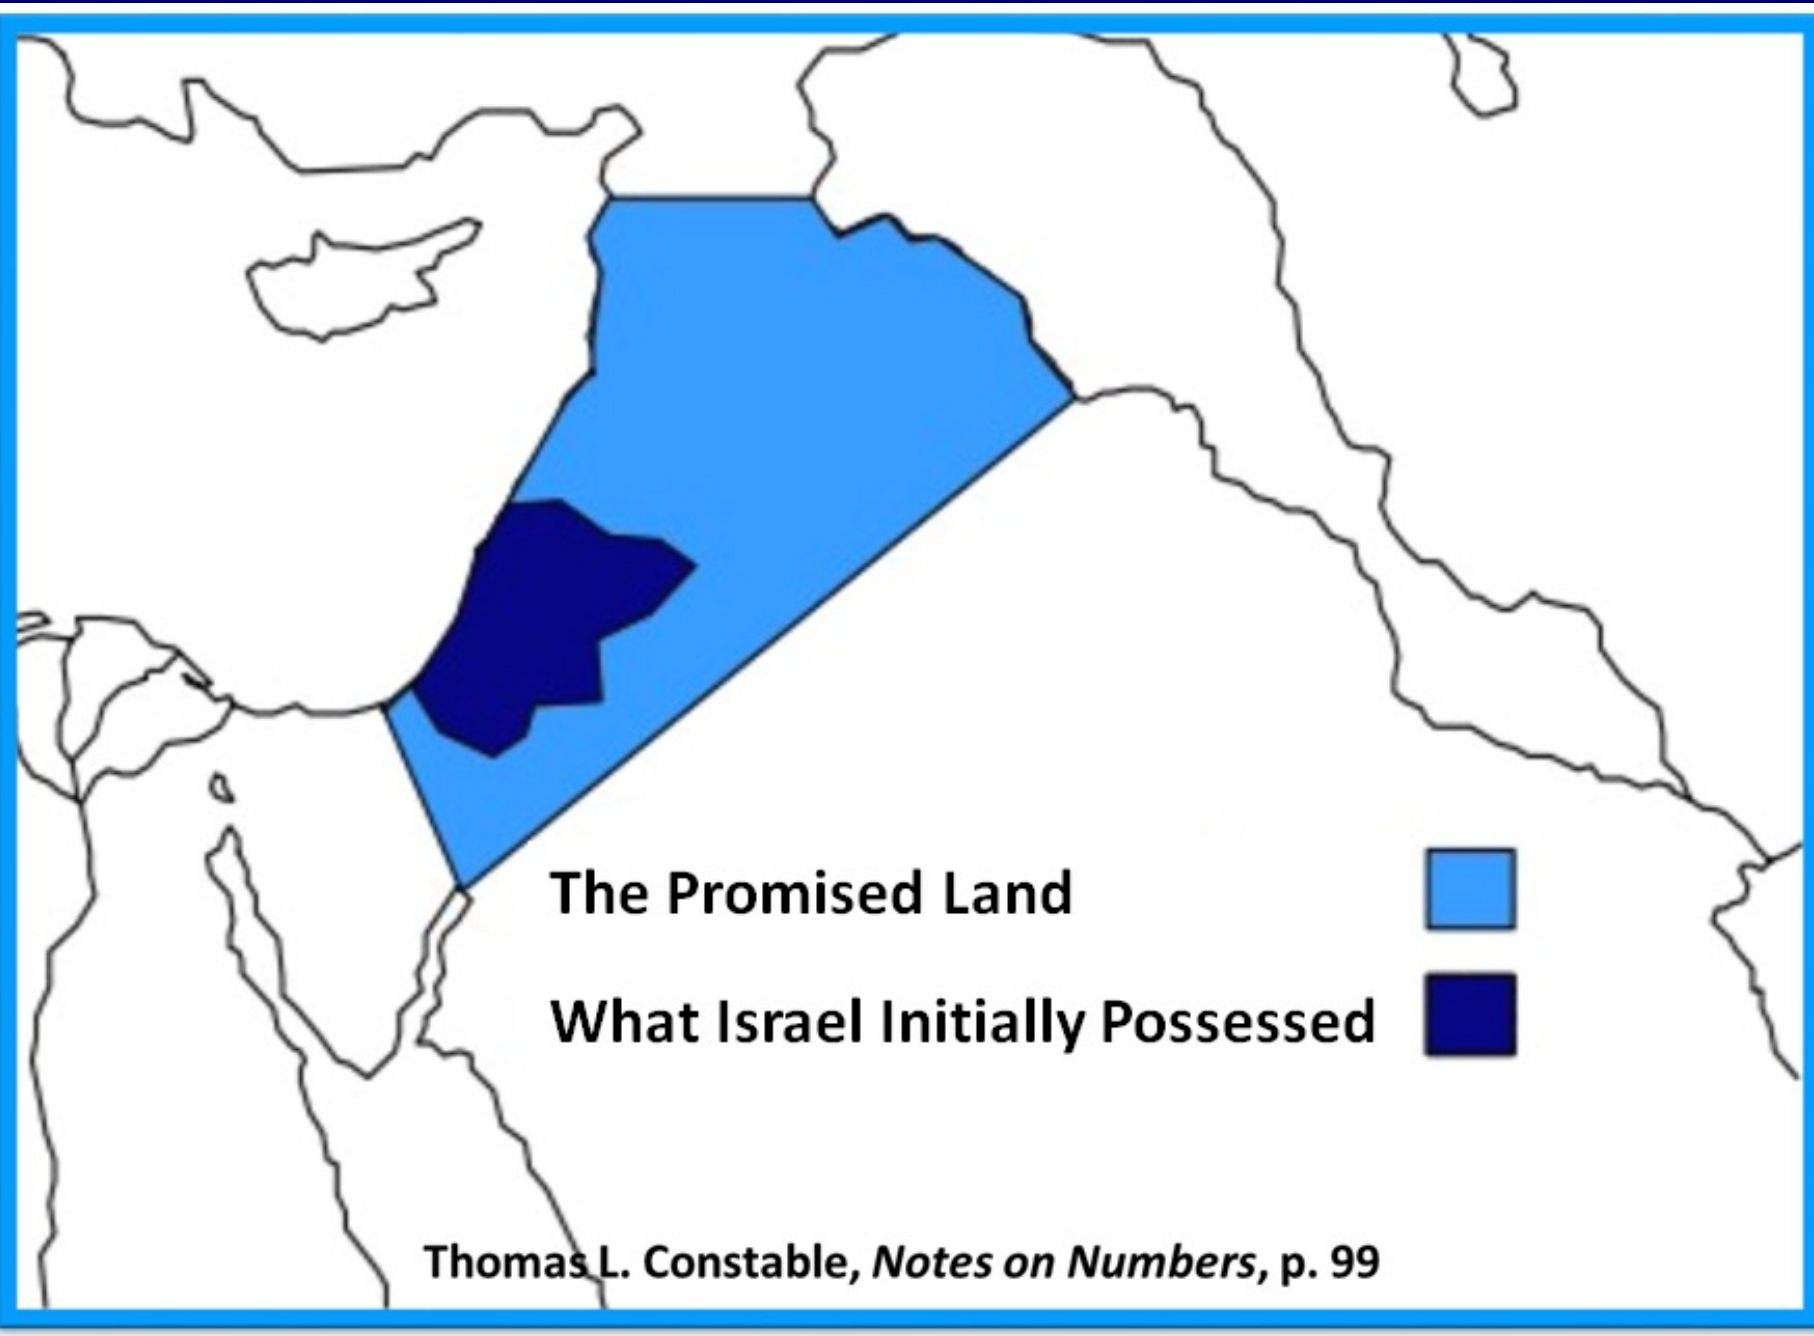 The Promised Land
What Israel Initially Possessed
Thomas L. Constable, Notes on Numbers, p. 99